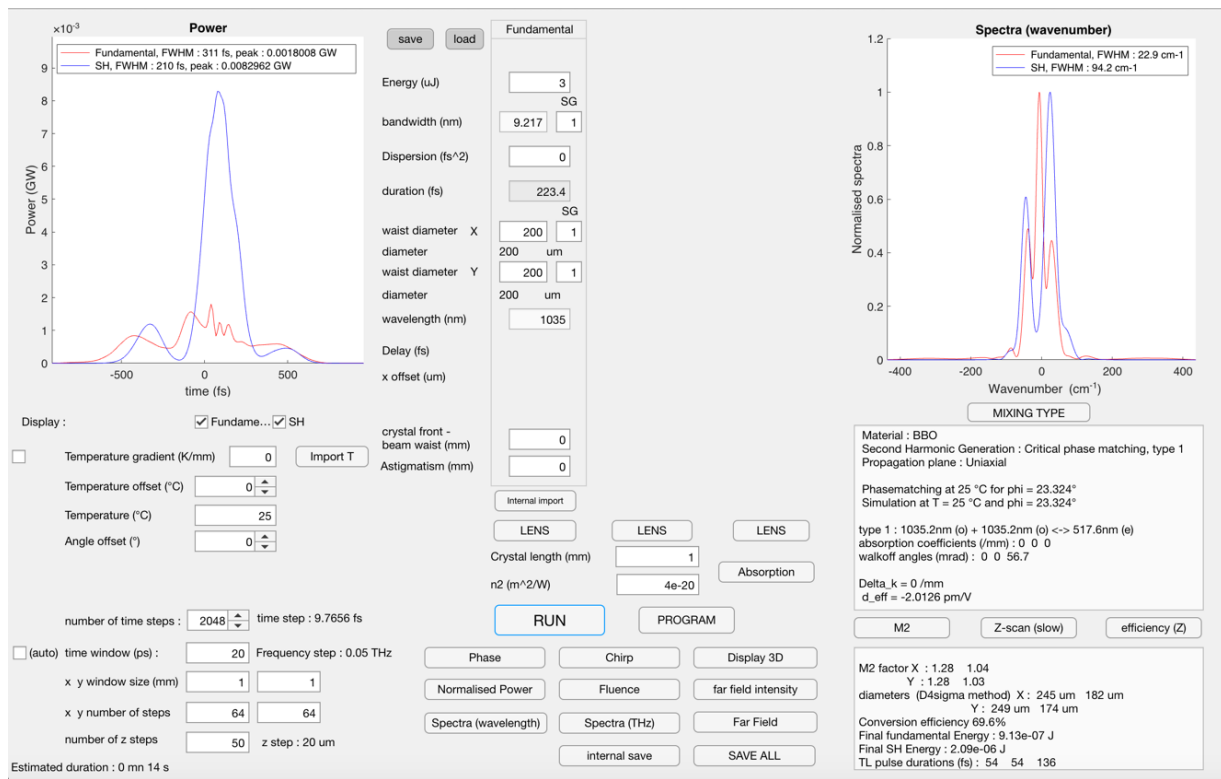 Power
×10⁻³
Fundamental, FWHM : 311 fs, peak : 0.0018008 GW
SH, FWHM : 210 fs, peak : 0.0082962 GW
9
8
7
6
5
4
3
2
1
0
Power (GW)
-500 0 500
time (fs)
save load
Fundamental
Energy (uJ) 3
SG
bandwidth (nm) 9.217 1
Dispersion (fs^2) 0
duration (fs) 223.4
SG
waist diameter X 200 1
diameter 200 um
waist diameter Y 200 1
diameter 200 um
wavelength (nm) 1035
Delay (fs)
x offset (um)
crystal front -
beam waist (mm) 0
Astigmatism (mm) 0
Internal import
Spectra (wavenumber)
Fundamental, FWHM : 22.9 cm-1
SH, FWHM : 94.2 cm-1
1.2
1
0.8
0.6
0.4
0.2
0
Normalised spectra
-400 -200 0 200 400
Wavenumber (cm⁻¹)
MIXING TYPE
Display : Fundame... SH
Temperature gradient (K/mm) 0 Import T
Temperature offset (°C) 0
Temperature (°C) 25
Angle offset (°) 0
LENS LENS LENS
Crystal length (mm) 1
n2 (m^2/W) 4e-20
Absorption
RUN PROGRAM
number of time steps : 2048 time step : 9.7656 fs
(auto) time window (ps) : 20 Frequency step : 0.05 THz
x y window size (mm) 1 1
x y number of steps 64 64
number of z steps 50 z step : 20 um
Estimated duration : 0 mn 14 s
Phase Chirp Display 3D
Normalised Power Fluence far field intensity
Spectra (wavelength) Spectra (THz) Far Field
internal save SAVE ALL
Material : BBO
Second Harmonic Generation : Critical phase matching, type 1
Propagation plane : Uniaxial
Phasematching at 25 °C for phi = 23.324°
Simulation at T = 25 °C and phi = 23.324°
type 1 : 1035.2nm (o) + 1035.2nm (o) <-> 517.6nm (e)
absorption coefficients (/mm) : 0 0 0
walkoff angles (mrad) : 0 0 56.7
Delta_k = 0 /mm
d_eff = -2.0126 pm/V
M2 Z-scan (slow) efficiency (Z)
M2 factor X : 1.28 1.04
Y : 1.28 1.03
diameters (D4sigma method) X : 245 um 182 um
Y : 249 um 174 um
Conversion efficiency 69.6%
Final fundamental Energy : 9.13e-07 J
Final SH Energy : 2.09e-06 J
TL pulse durations (fs) : 54 54 136